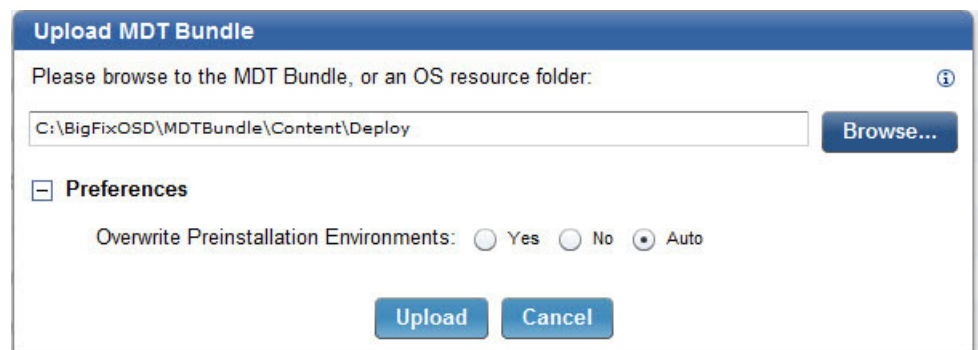 Upload MDT Bundle
Please browse to the MDT Bundle, or an OS resource folder:
C:\BigFixOSD\MDTBundle\Content\Deploy
Browse...
Preferences
Overwrite Preinstallation Environments: Yes No Auto
Upload Cancel